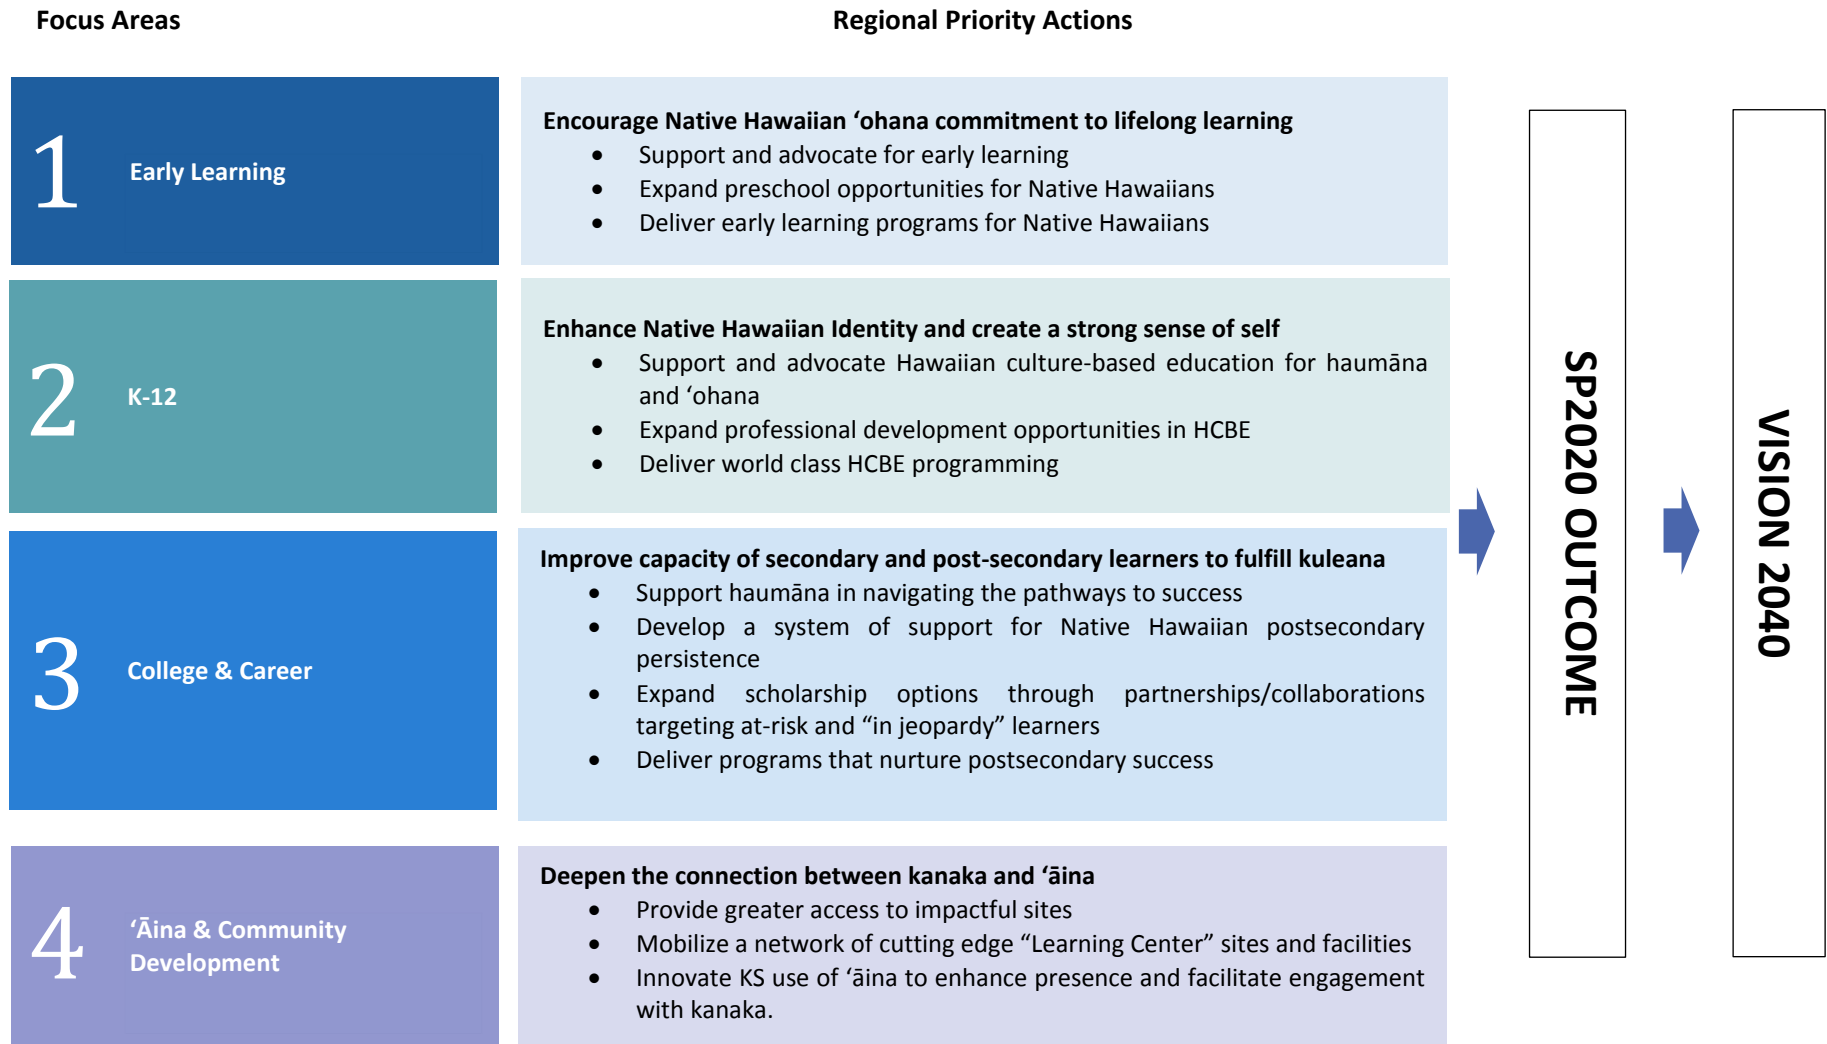 Focus Areas
Regional Priority Actions
1
Early Learning
Encourage Native Hawaiian ‘ohana commitment to lifelong learning
• Support and advocate for early learning
• Expand preschool opportunities for Native Hawaiians
• Deliver early learning programs for Native Hawaiians
2
K-12
Enhance Native Hawaiian Identity and create a strong sense of self
• Support and advocate Hawaiian culture-based education for haumāna
and ‘ohana
• Expand professional development opportunities in HCBE
• Deliver world class HCBE programming
3
College & Career
Improve capacity of secondary and post-secondary learners to fulfill kuleana
• Support haumāna in navigating the pathways to success
• Develop a system of support for Native Hawaiian postsecondary
persistence
• Expand scholarship options through partnerships/collaborations
targeting at-risk and “in jeopardy” learners
• Deliver programs that nurture postsecondary success
4
‘Āina & Community
Development
Deepen the connection between kanaka and ‘āina
• Provide greater access to impactful sites
• Mobilize a network of cutting edge “Learning Center” sites and facilities
• Innovate KS use of ‘āina to enhance presence and facilitate engagement
with kanaka.
SP2020 OUTCOME
VISION 2040